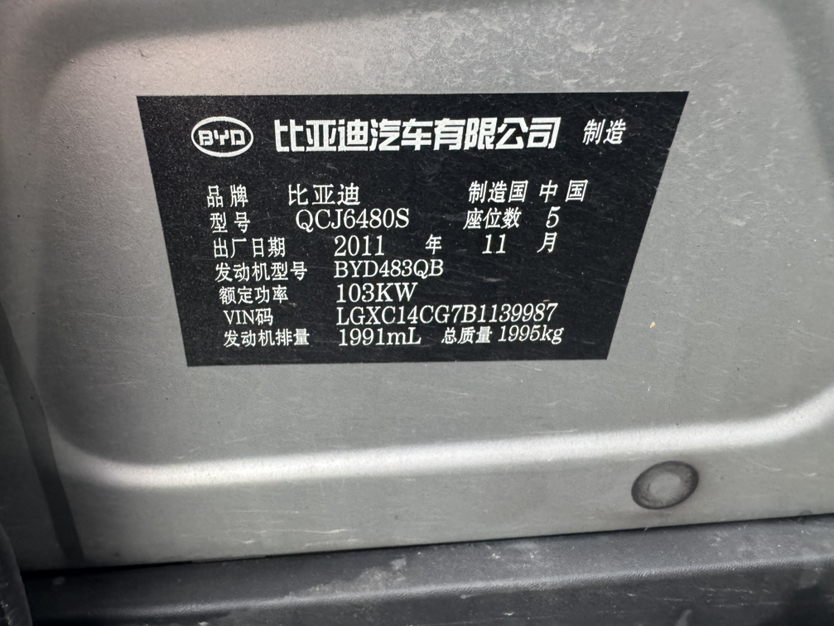 BYD 比亚迪汽车有限公司 制造
品牌 比亚迪 制造国 中国
型号 QCJ6480S 座位数 5
出厂日期 2011 年 11 月
发动机型号 BYD483QB
额定功率 103KW
VIN码 LGXC14CG7B1139987
发动机排量 1991mL 总质量 1995kg